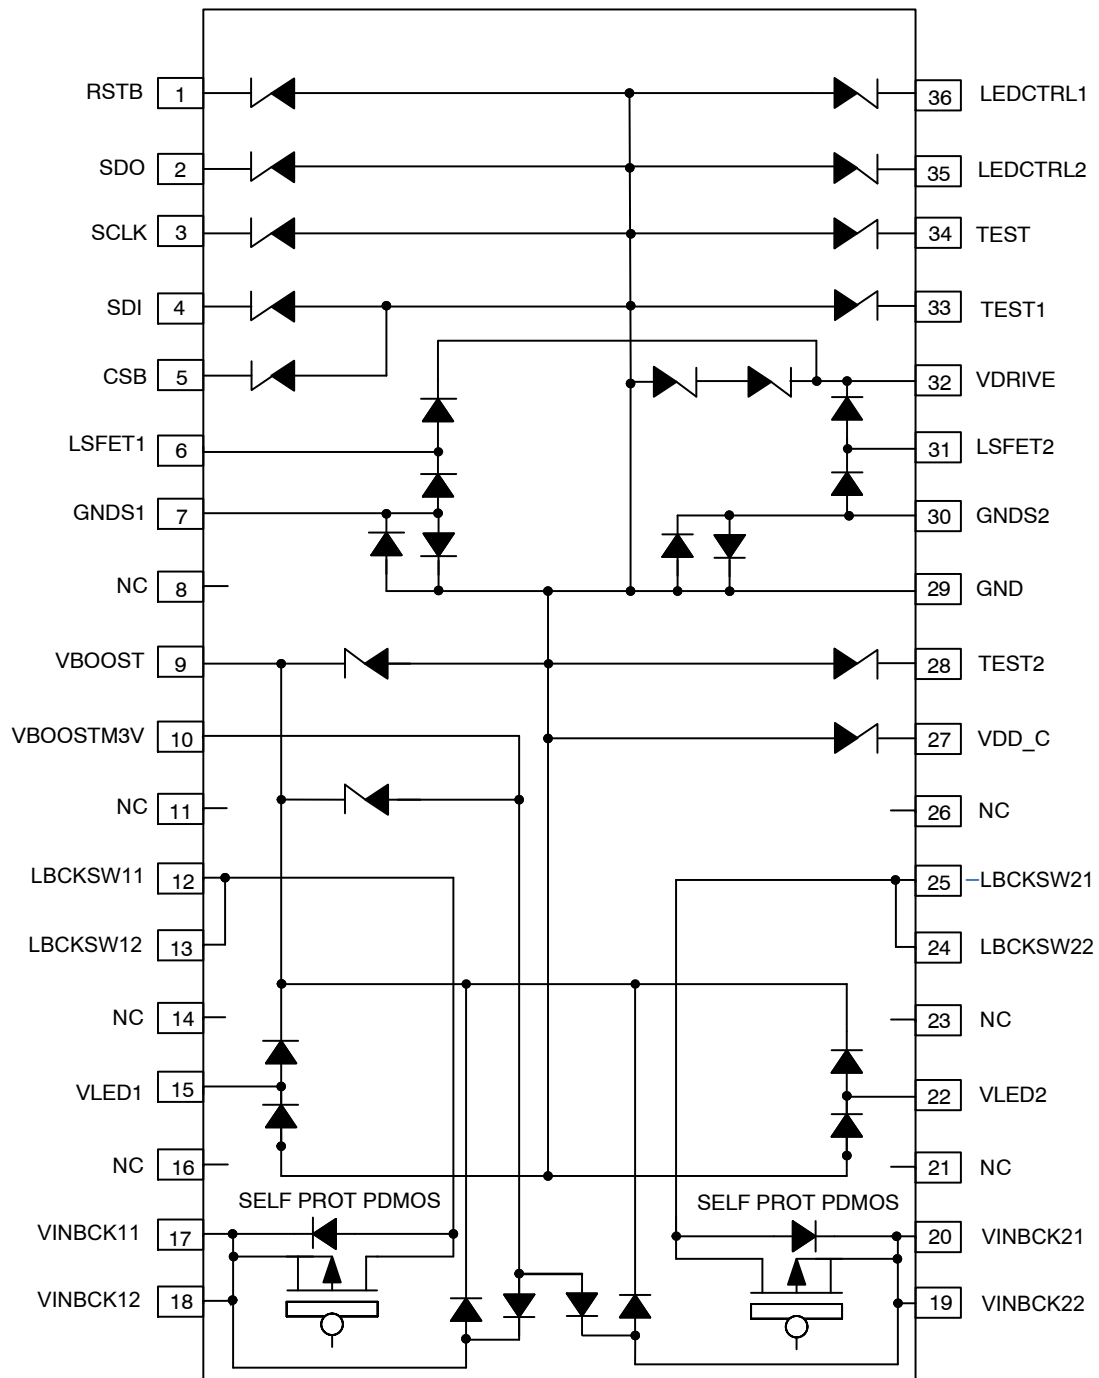 RSTB 1 36 LEDCTRL1
SDO 2 35 LEDCTRL2
SCLK 3 34 TEST
SDI 4 33 TEST1
CSB 5 32 VDRIVE
LSFET1 6 31 LSFET2
GNDS1 7 30 GNDS2
NC 8 29 GND
VBOOST 9 28 TEST2
VBOOSTM3V 10 27 VDD_C
NC 11 26 NC
LBCKSW11 12 25 LBCKSW21
LBCKSW12 13 24 LBCKSW22
NC 14 23 NC
VLED1 15 22 VLED2
NC 16 21 NC
SELF PROT PDMOS SELF PROT PDMOS
VINBCK11 17 20 VINBCK21
VINBCK12 18 19 VINBCK22